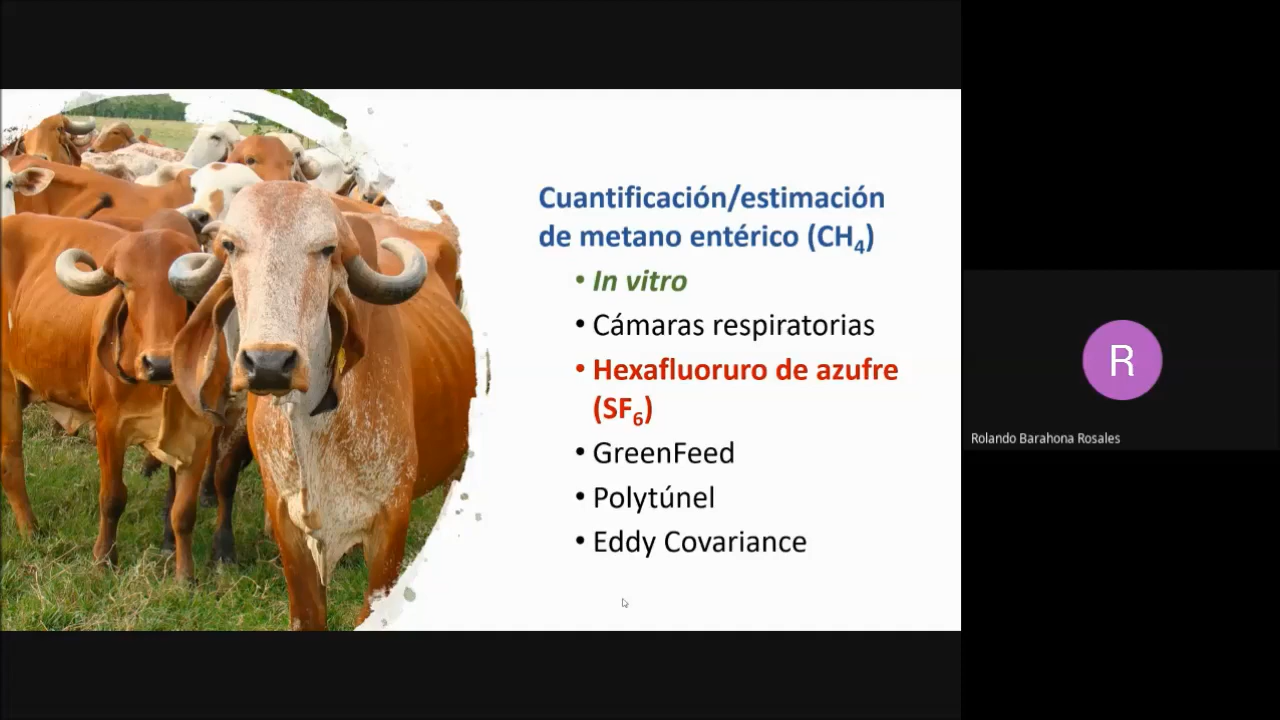 Cuantificación/estimación
de metano entérico (CH₄)
• In vitro
• Cámaras respiratorias
• Hexafluoruro de azufre
(SF₆)
• GreenFeed
• Polytúnel
• Eddy Covariance
R
Rolando Barahona Rosales